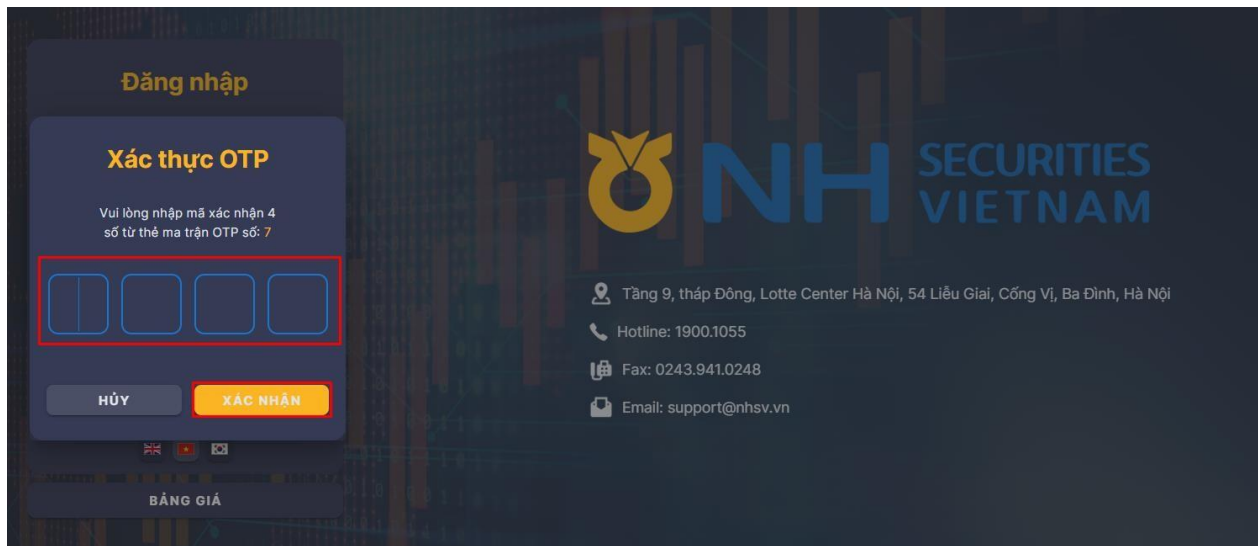 Đăng nhập
Xác thực OTP
Vui lòng nhập mã xác nhận 4
số từ thẻ ma trận OTP số: 7
HỦY
XÁC NHẬN
BẢNG GIÁ
NH SECURITIES
VIETNAM
Tầng 9, tháp Đông, Lotte Center Hà Nội, 54 Liễu Giai, Cống Vị, Ba Đình, Hà Nội
Hotline: 1900.1055
Fax: 0243.941.0248
Email: support@nhsv.vn